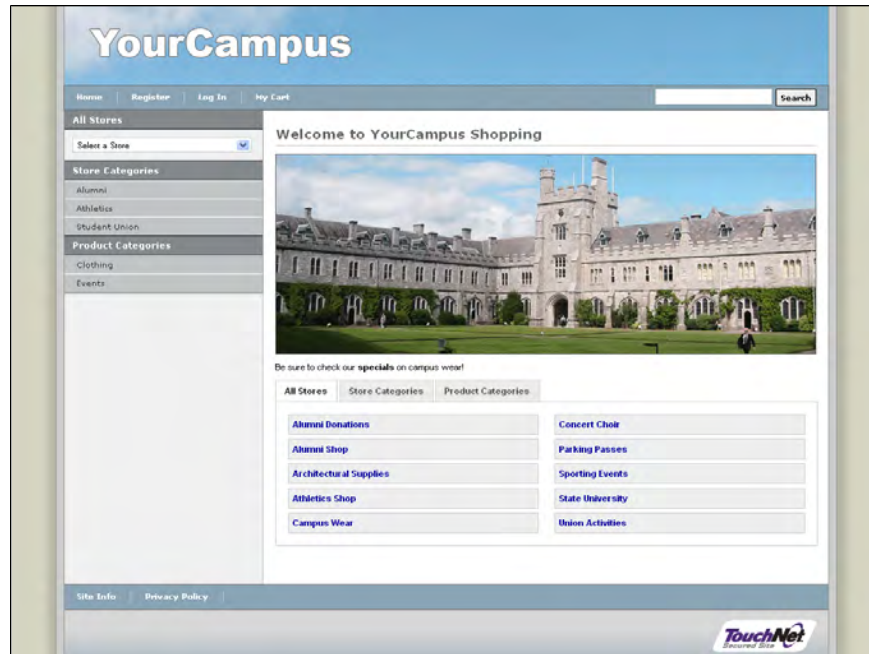 YourCampus
Home Register Log In My Cart
Search
All Stores
Select a Store
Store Categories
Alumni
Athletics
Student Union
Product Categories
Clothing
Events
Welcome to YourCampus Shopping
Be sure to check our specials on campus wear!
All Stores Store Categories Product Categories
Alumni Donations
Concert Choir
Alumni Shop
Parking Passes
Architectural Supplies
Sporting Events
Athletics Shop
State University
Campus Wear
Union Activities
Site Info Privacy Policy
TouchNet
Secured Site